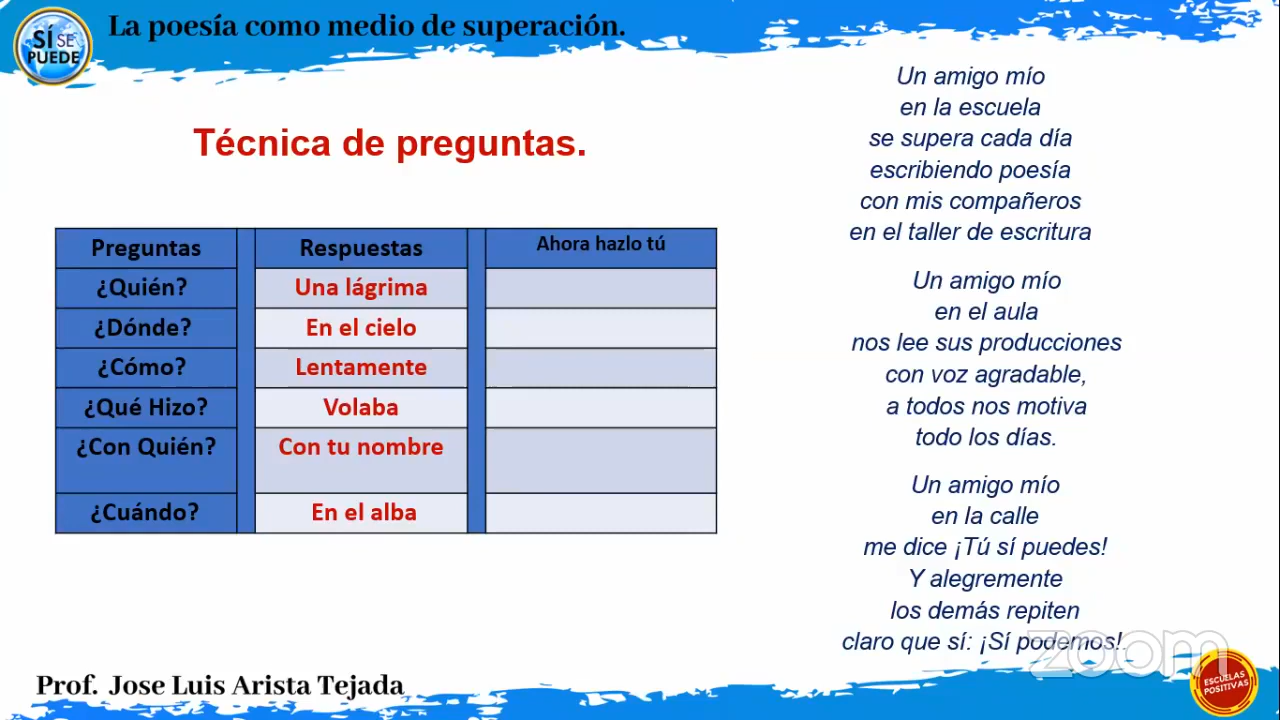 La poesía como medio de superación.
SÍ SE
PUEDE
Técnica de preguntas.
Preguntas Respuestas Ahora hazlo tú
¿Quién? Una lágrima
¿Dónde? En el cielo
¿Cómo? Lentamente
¿Qué Hizo? Volaba
¿Con Quién? Con tu nombre
¿Cuándo? En el alba
Un amigo mío
en la escuela
se supera cada día
escribiendo poesía
con mis compañeros
en el taller de escritura
Un amigo mío
en el aula
nos lee sus producciones
con voz agradable,
a todos nos motiva
todo los días.
Un amigo mío
en la calle
me dice ¡Tú sí puedes!
Y alegremente
los demás repiten
claro que sí: ¡Sí podemos!.
zoom
Prof. Jose Luis Arista Tejada
ESCUELAS
POSITIVAS